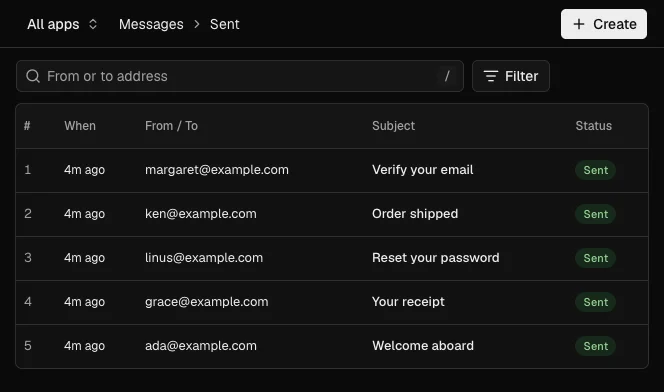 All apps Messages > Sent + Create
From or to address / Filter
# When From / To Subject Status
1 4m ago margaret@example.com Verify your email Sent
2 4m ago ken@example.com Order shipped Sent
3 4m ago linus@example.com Reset your password Sent
4 4m ago grace@example.com Your receipt Sent
5 4m ago ada@example.com Welcome aboard Sent